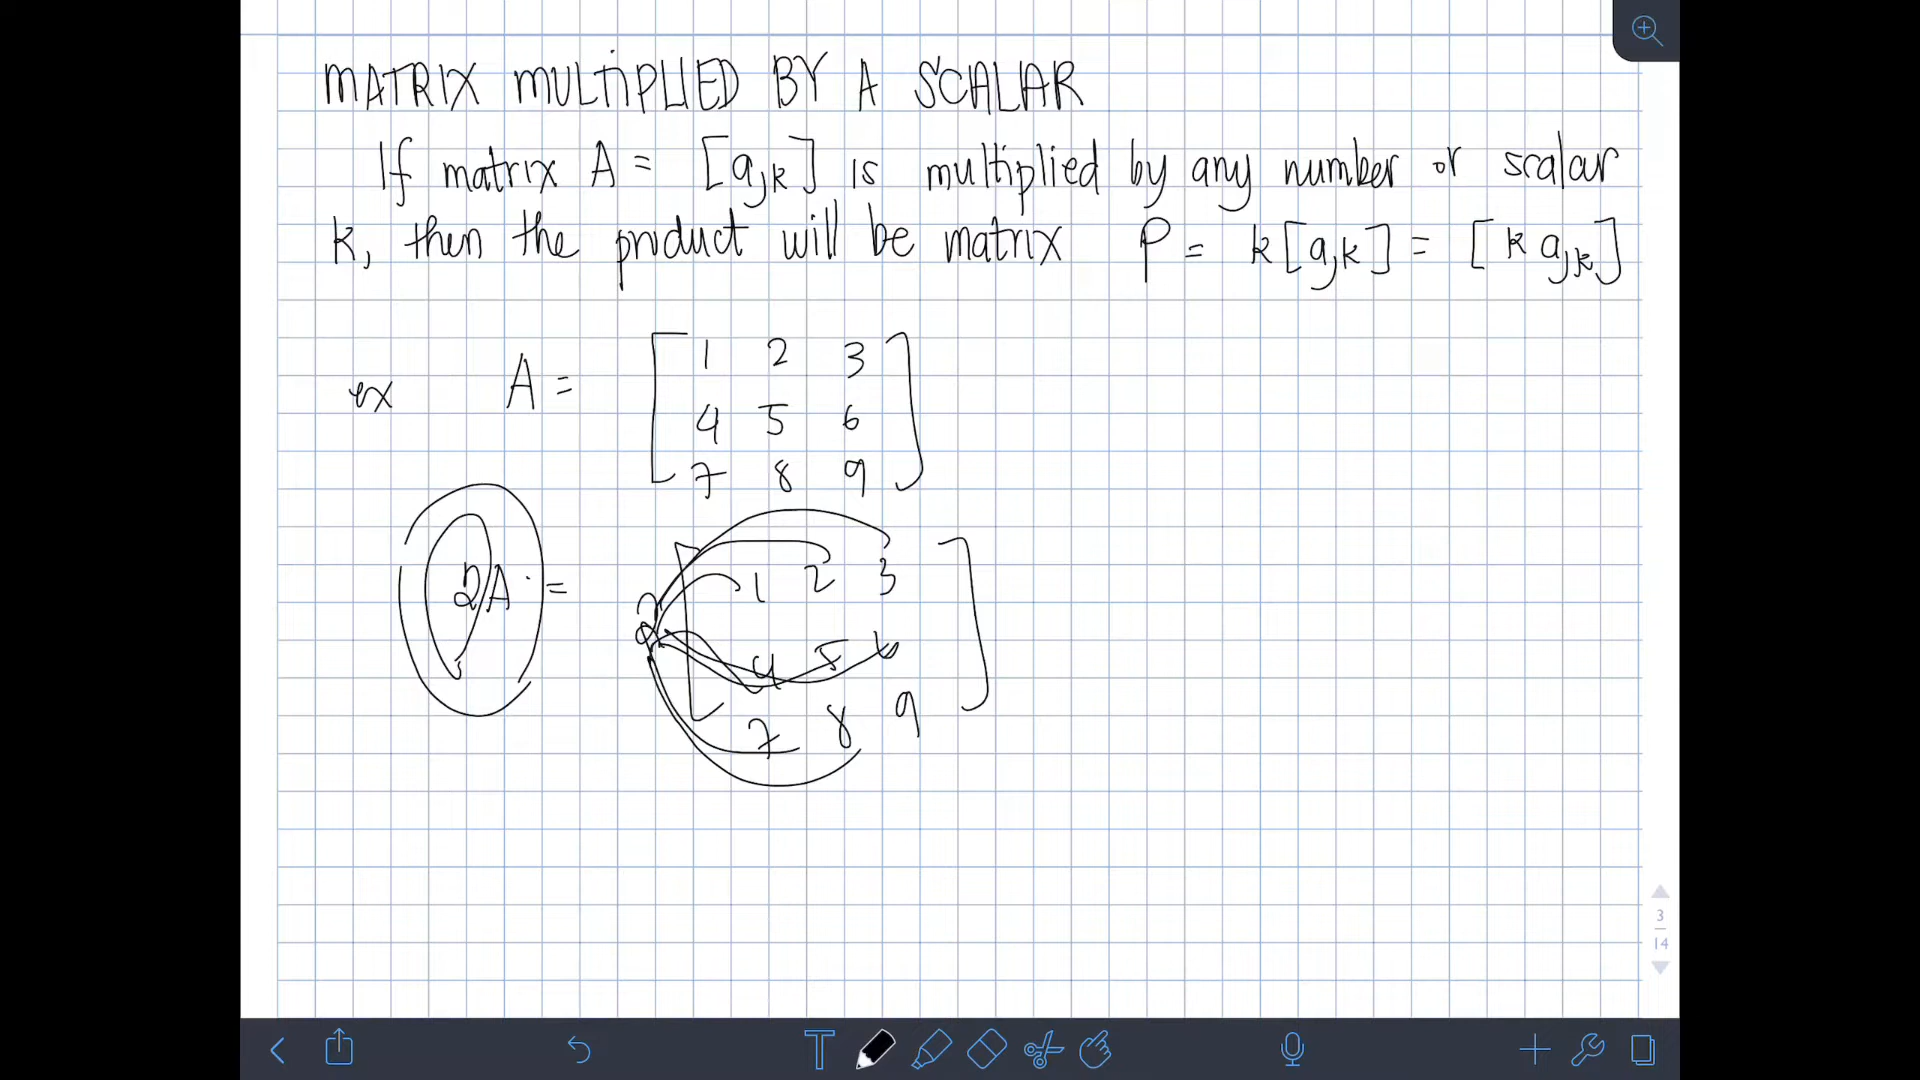 MATRIX MULTIPLIED BY A SCALAR
If matrix A = [ajk] is multiplied by any number or scalar
k, then the product will be matrix P = k[ajk] = [k ajk]
ex A = [1 2 3
4 5 6
7 8 9]
2A = 2[1 2 3
4 5 6
7 8 9]
3
14
T